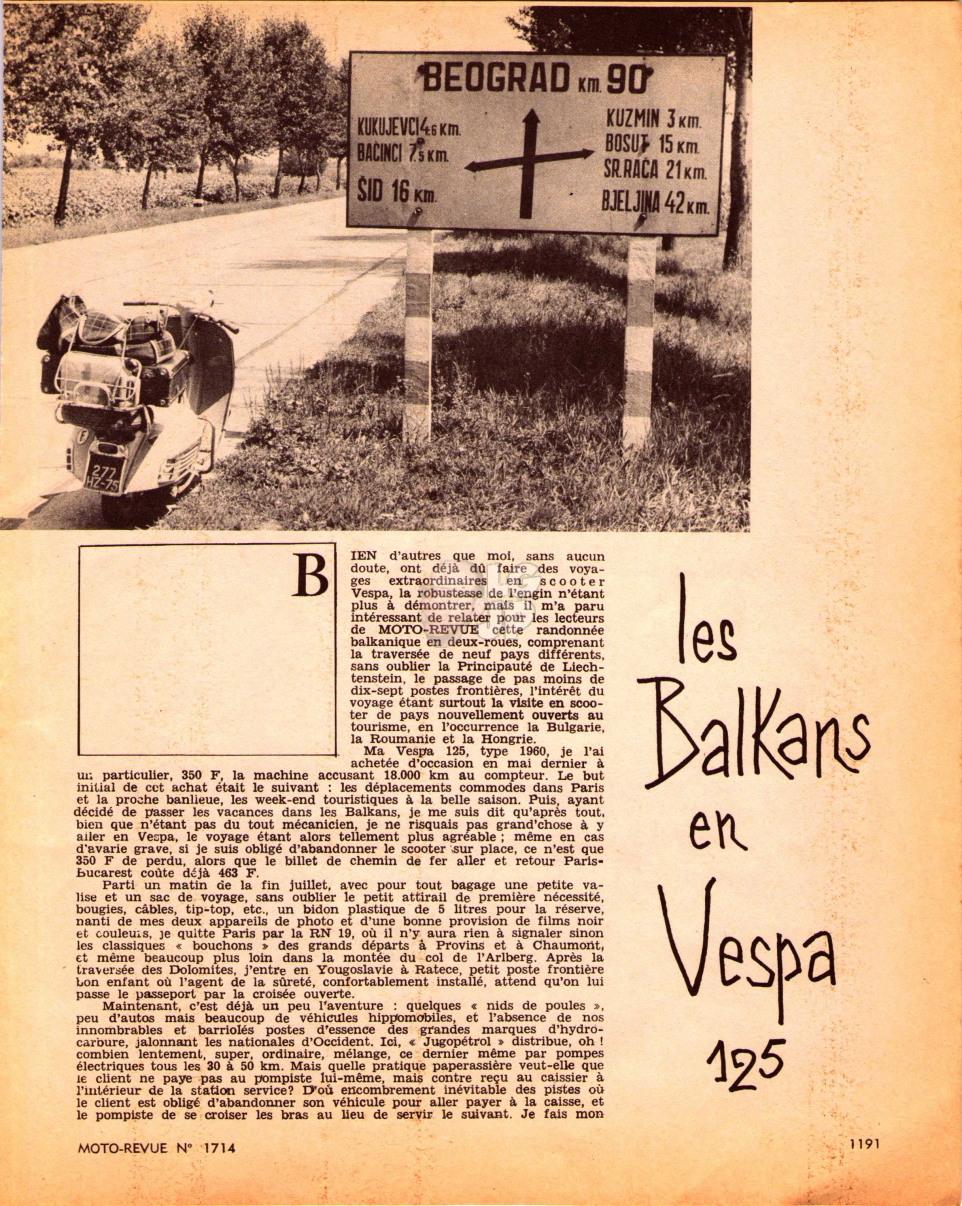 BEOGRAD KM. 90
KUKUJEVCI 4,6 KM.
BAĆINCI 7,5 KM.
ŠID 16 KM.
KUZMIN 3 KM.
BOSUT 15 KM.
SR.RAČA 21 KM.
BJELJINA 42 KM.
F
277
HZ-75
BIEN d'autres que moi, sans aucun
doute, ont déjà dû faire des voya-
ges extraordinaires en scooter
Vespa, la robustesse de l'engin n'étant
plus à démontrer, mais il m'a paru
intéressant de relater pour les lecteurs
de MOTO-REVUE cette randonnée
balkanique en deux-roues, comprenant
la traversée de neuf pays différents,
sans oublier la Principauté de Liech-
tenstein, le passage de pas moins de
dix-sept postes frontières, l'intérêt du
voyage étant surtout la visite en scoo-
ter de pays nouvellement ouverts au
tourisme, en l'occurrence la Bulgarie,
la Roumanie et la Hongrie.
Ma Vespa 125, type 1960, je l'ai
achetée d'occasion en mai dernier à
un particulier, 350 F, la machine accusant 18.000 km au compteur. Le but
initial de cet achat était le suivant : les déplacements commodes dans Paris
et la proche banlieue, les week-end touristiques à la belle saison. Puis, ayant
décidé de passer les vacances dans les Balkans, je me suis dit qu'après tout,
bien que n'étant pas du tout mécanicien, je ne risquais pas grand'chose à y
aller en Vespa, le voyage étant alors tellement plus agréable ; même en cas
d'avarie grave, si je suis obligé d'abandonner le scooter sur place, ce n'est que
350 F de perdu, alors que le billet de chemin de fer aller et retour Paris-
Bucarest coûte déjà 463 F.
Parti un matin de la fin juillet, avec pour tout bagage une petite va-
lise et un sac de voyage, sans oublier le petit attirail de première nécessité,
bougies, câbles, tip-top, etc., un bidon plastique de 5 litres pour la réserve,
nanti de mes deux appareils de photo et d'une bonne provision de films noir
et couleurs, je quitte Paris par la RN 19, où il n'y aura rien à signaler sinon
les classiques « bouchons » des grands départs à Provins et à Chaumont,
et même beaucoup plus loin dans la montée du col de l'Arlberg. Après la
traversée des Dolomites, j'entre en Yougoslavie à Ratece, petit poste frontière
bon enfant où l'agent de la sûreté, confortablement installé, attend qu'on lui
passe le passeport par la croisée ouverte.
Maintenant, c'est déjà un peu l'aventure : quelques « nids de poules »,
peu d'autos mais beaucoup de véhicules hippomobiles, et l'absence de nos
innombrables et barriolés postes d'essence des grandes marques d'hydro-
carbure, jalonnant les nationales d'Occident. Ici, « Jugopétrol » distribue, oh !
combien lentement, super, ordinaire, mélange, ce dernier même par pompes
électriques tous les 30 à 50 km. Mais quelle pratique paperassière veut-elle que
le client ne paye pas au pompiste lui-même, mais contre reçu au caissier à
l'intérieur de la station service? D'où encombrement inévitable des pistes où
le client est obligé d'abandonner son véhicule pour aller payer à la caisse, et
le pompiste de se croiser les bras au lieu de servir le suivant. Je fais mon
les
Balkans
en
Vespa
125
MOTO-REVUE N° 1714
1191